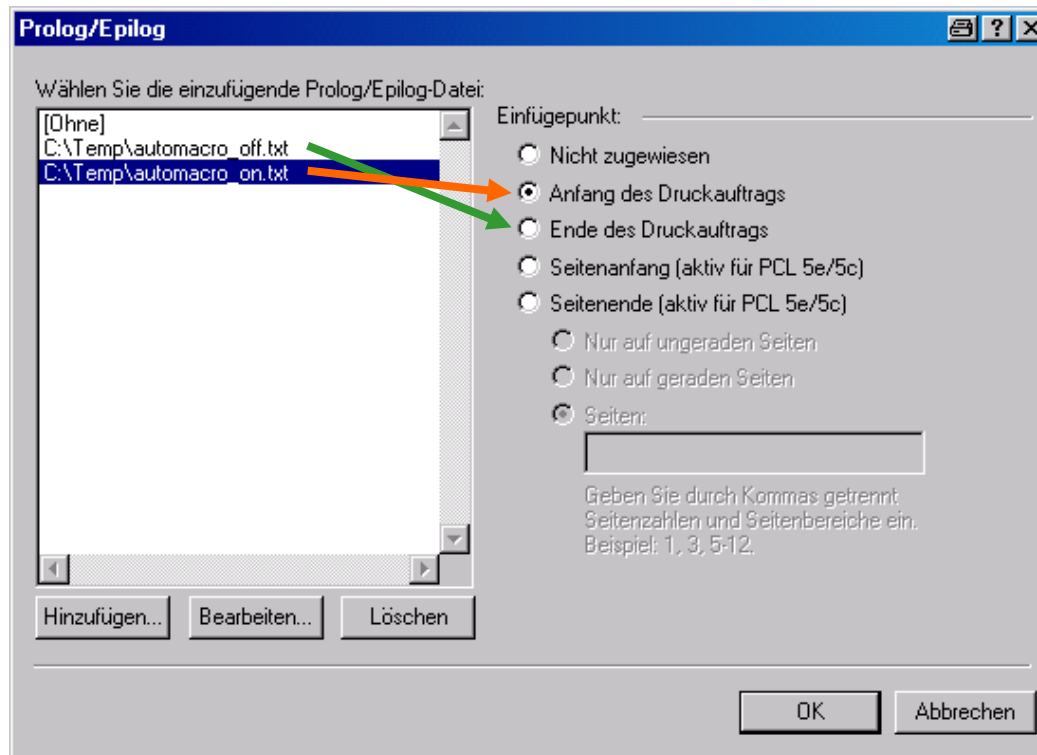 Prolog/Epilog
Wählen Sie die einzufügende Prolog/Epilog-Datei:
[Ohne]
C:\Temp\automacro_off.txt
C:\Temp\automacro_on.txt
Hinzufügen...
Bearbeiten...
Löschen
Einfügepunkt:
Nicht zugewiesen
Anfang des Druckauftrags
Ende des Druckauftrags
Seitenanfang (aktiv für PCL 5e/5c)
Seitenende (aktiv für PCL 5e/5c)
Nur auf ungeraden Seiten
Nur auf geraden Seiten
Seiten:
Geben Sie durch Kommas getrennt
Seitenzahlen und Seitenbereiche ein.
Beispiel: 1, 3, 5-12.
OK
Abbrechen